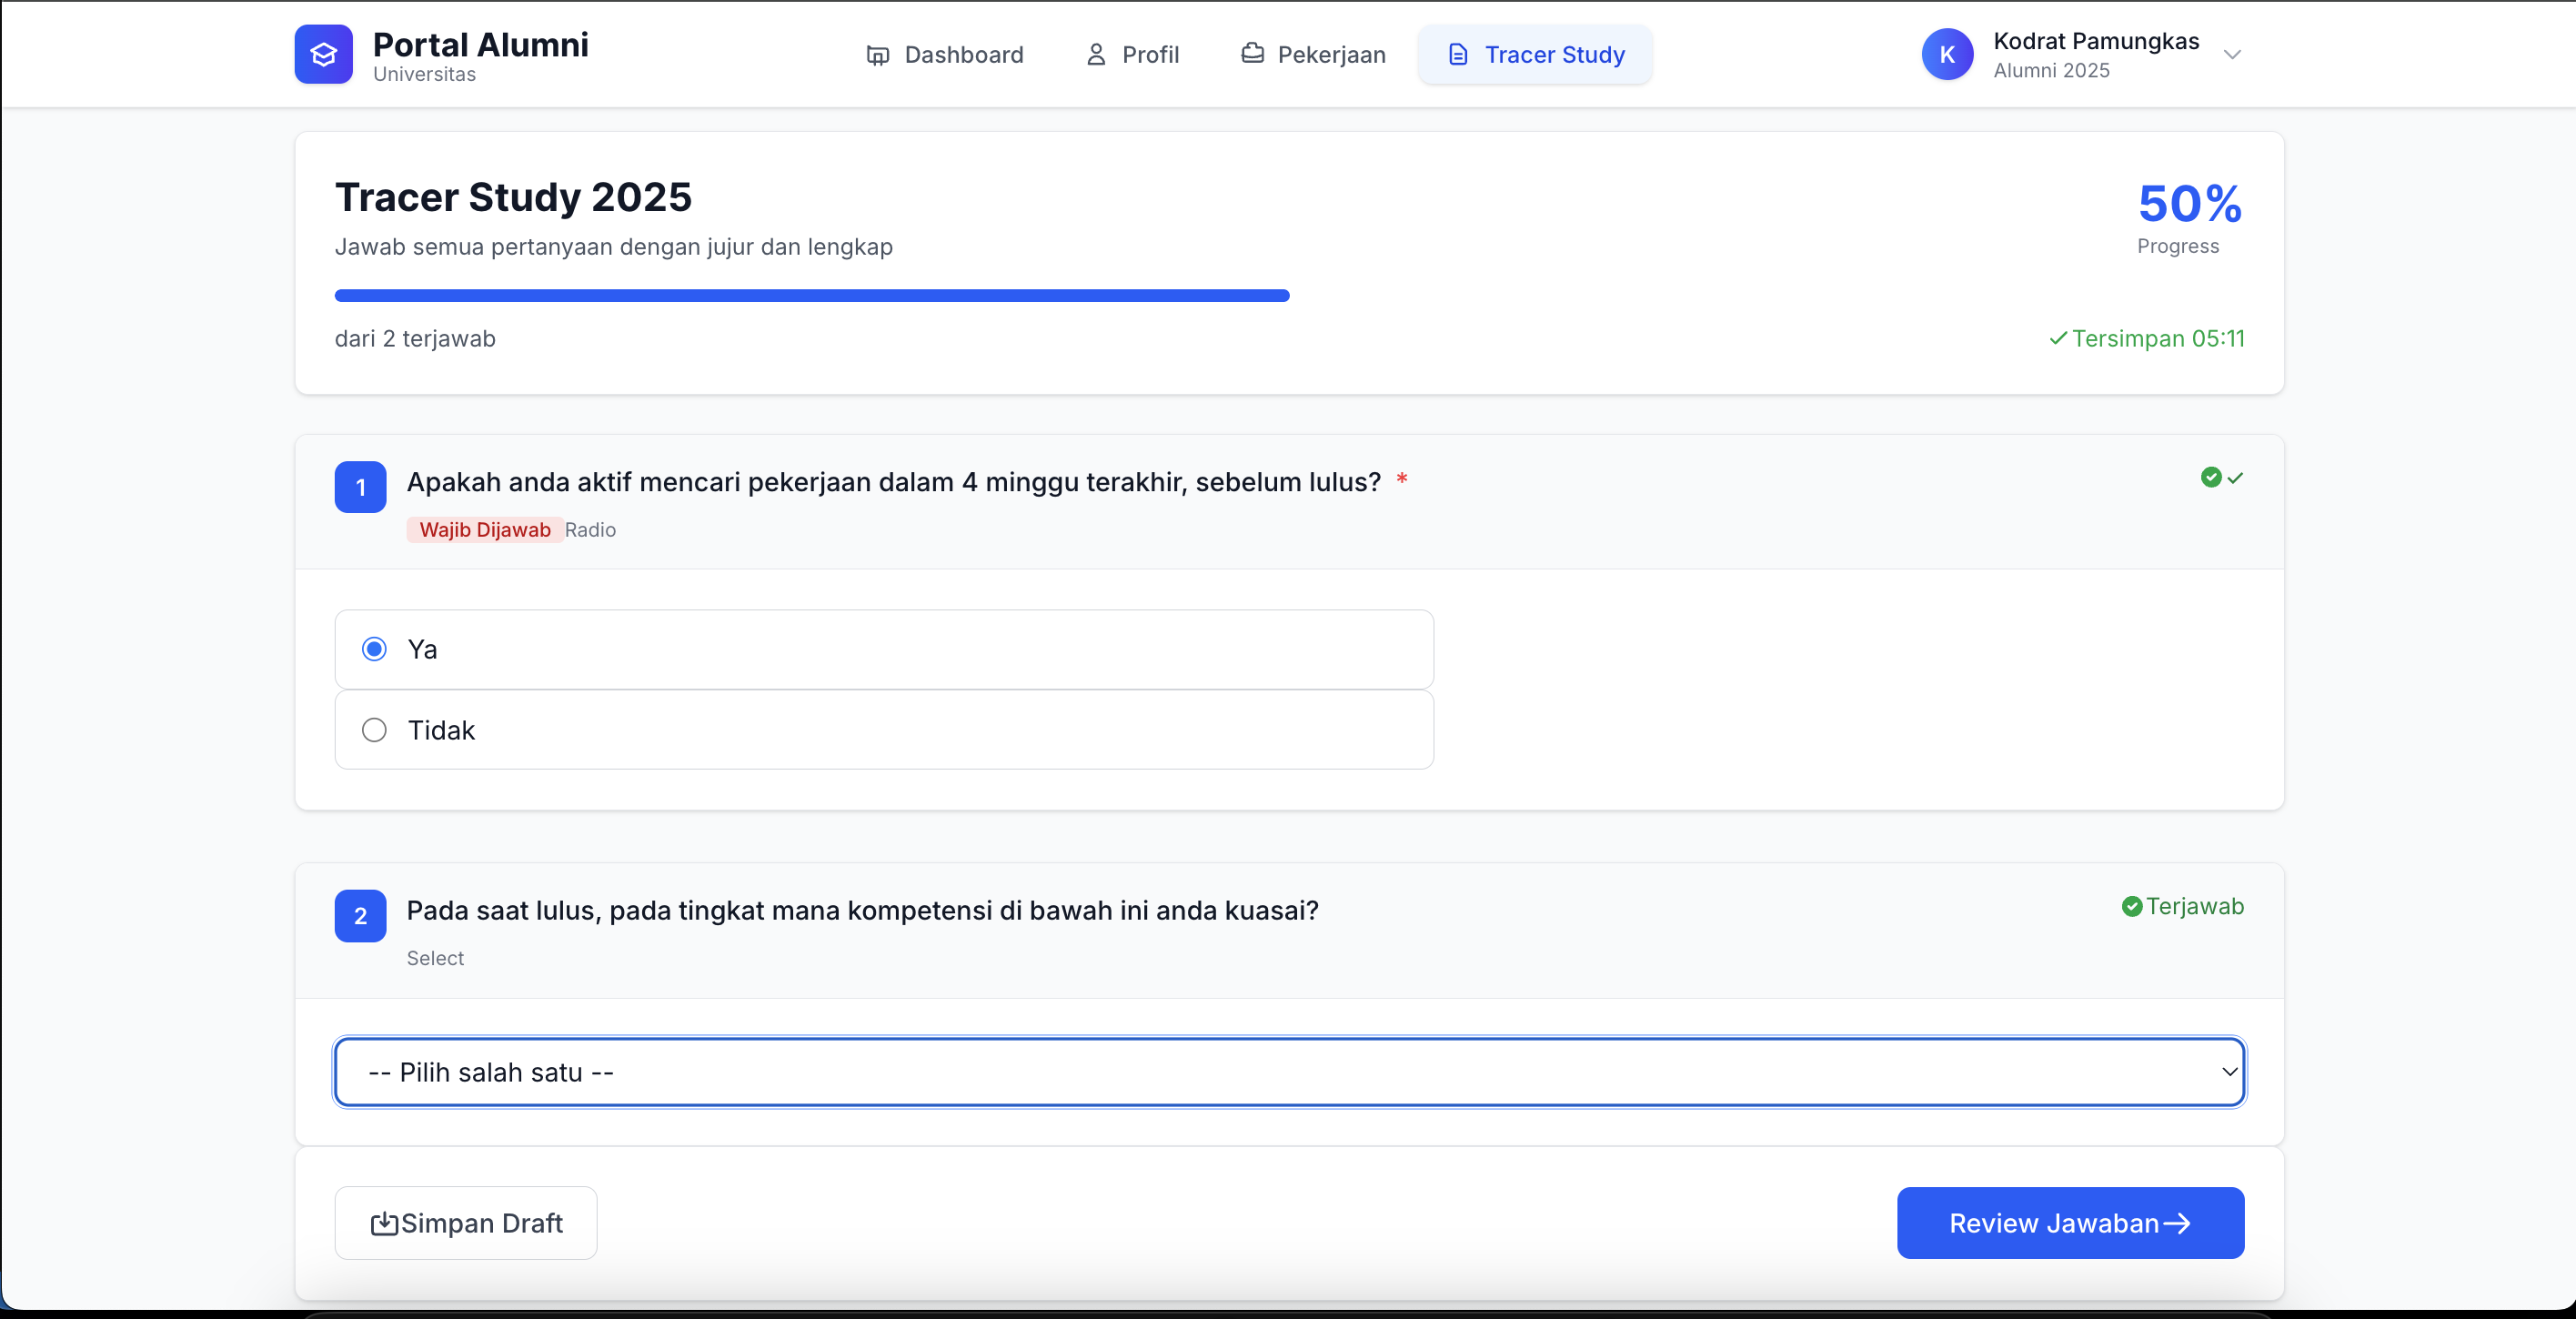 Portal Alumni
Universitas
Dashboard
Profil
Pekerjaan
Tracer Study
K
Kodrat Pamungkas
Alumni 2025
Tracer Study 2025
Jawab semua pertanyaan dengan jujur dan lengkap
50%
Progress
dari 2 terjawab
Tersimpan 05:11
1
Apakah anda aktif mencari pekerjaan dalam 4 minggu terakhir, sebelum lulus? *
Wajib Dijawab Radio
Ya
Tidak
2
Pada saat lulus, pada tingkat mana kompetensi di bawah ini anda kuasai?
Terjawab
Select
-- Pilih salah satu --
Simpan Draft
Review Jawaban